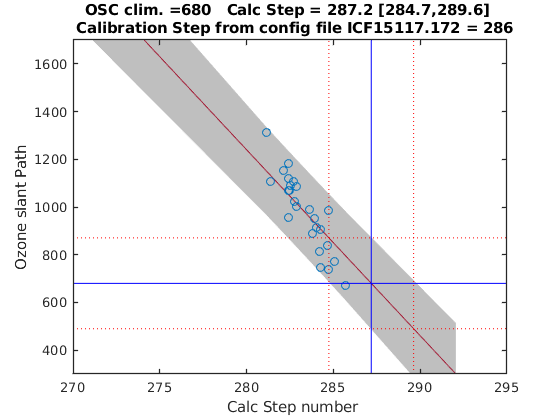 OSC clim. =680 Calc Step = 287.2 [284.7,289.6]
Calibration Step from config file ICF15117.172 = 286
1600
1400
1200
1000
800
600
400
Ozone slant Path
270 275 280 285 290 295
Calc Step number